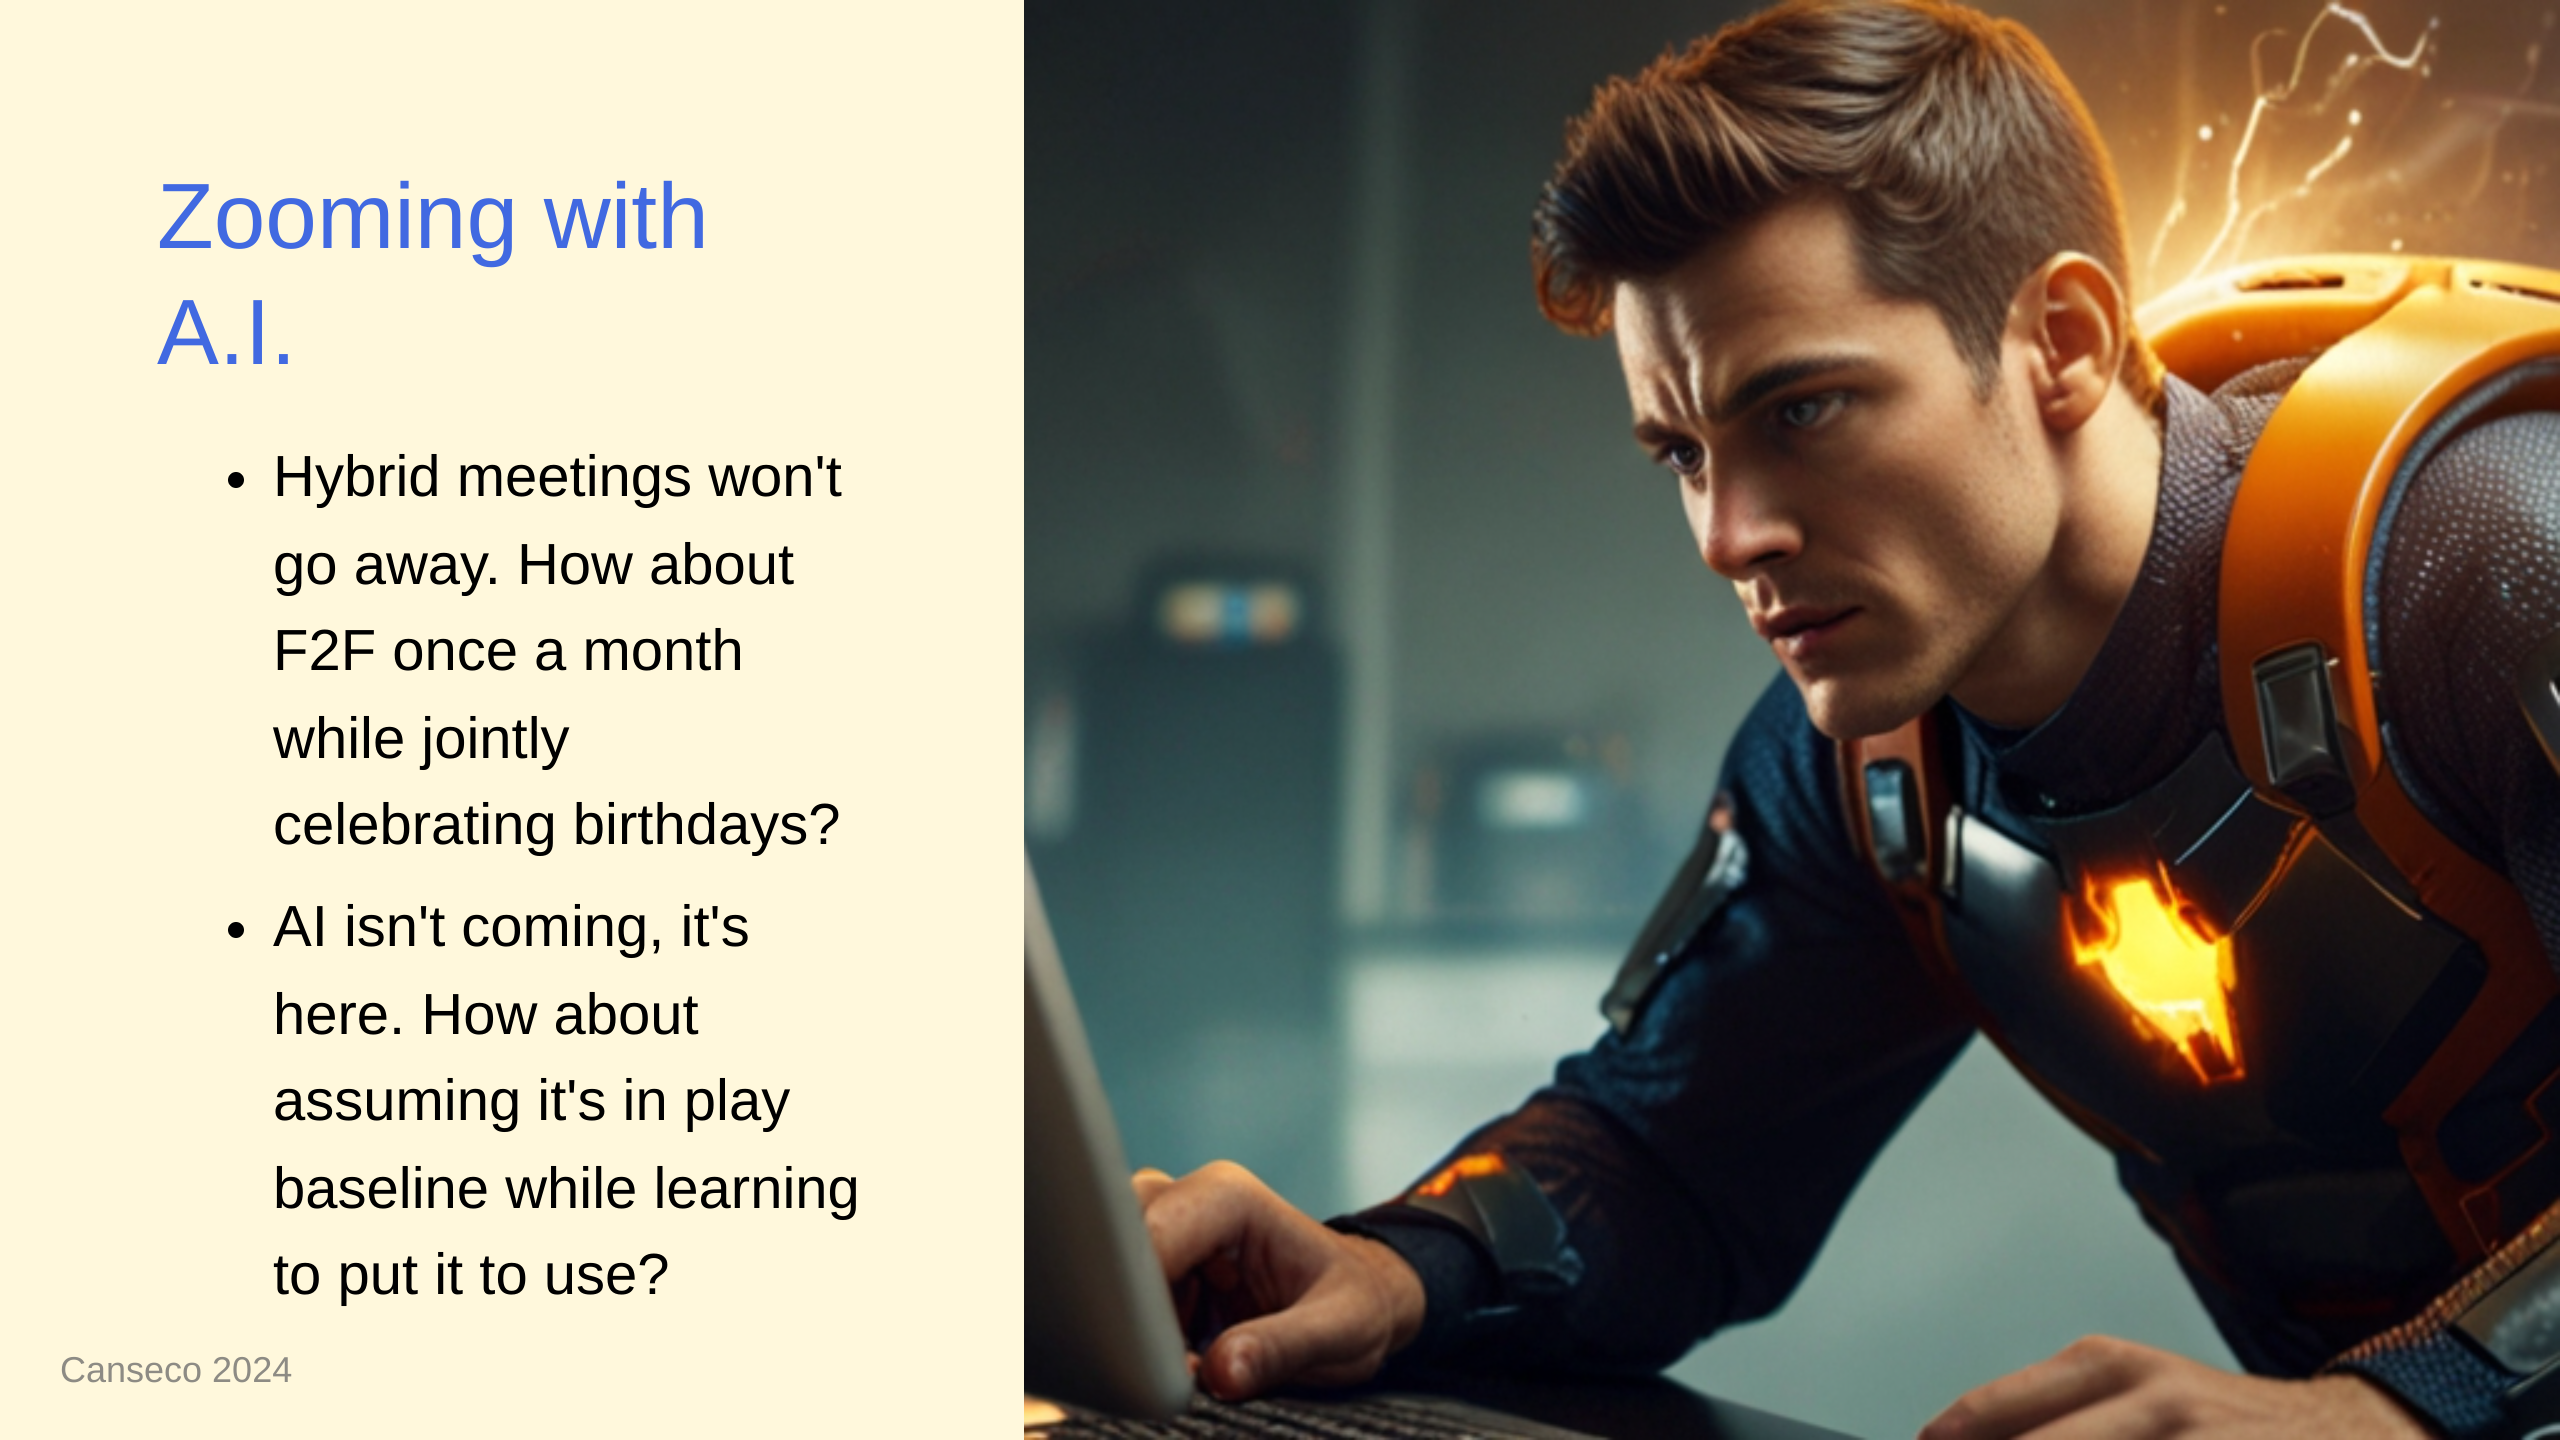 Zooming with
A.I.
• Hybrid meetings won't
go away. How about
F2F once a month
while jointly
celebrating birthdays?
• AI isn't coming, it's
here. How about
assuming it's in play
baseline while learning
to put it to use?
Canseco 2024